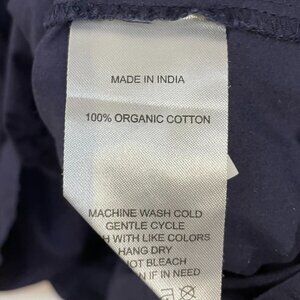 MADE IN INDIA
100% ORGANIC COTTON
MACHINE WASH COLD
GENTLE CYCLE
H WITH LIKE COLORS
HANG DRY
OT BLEACH
N IF IN NEED